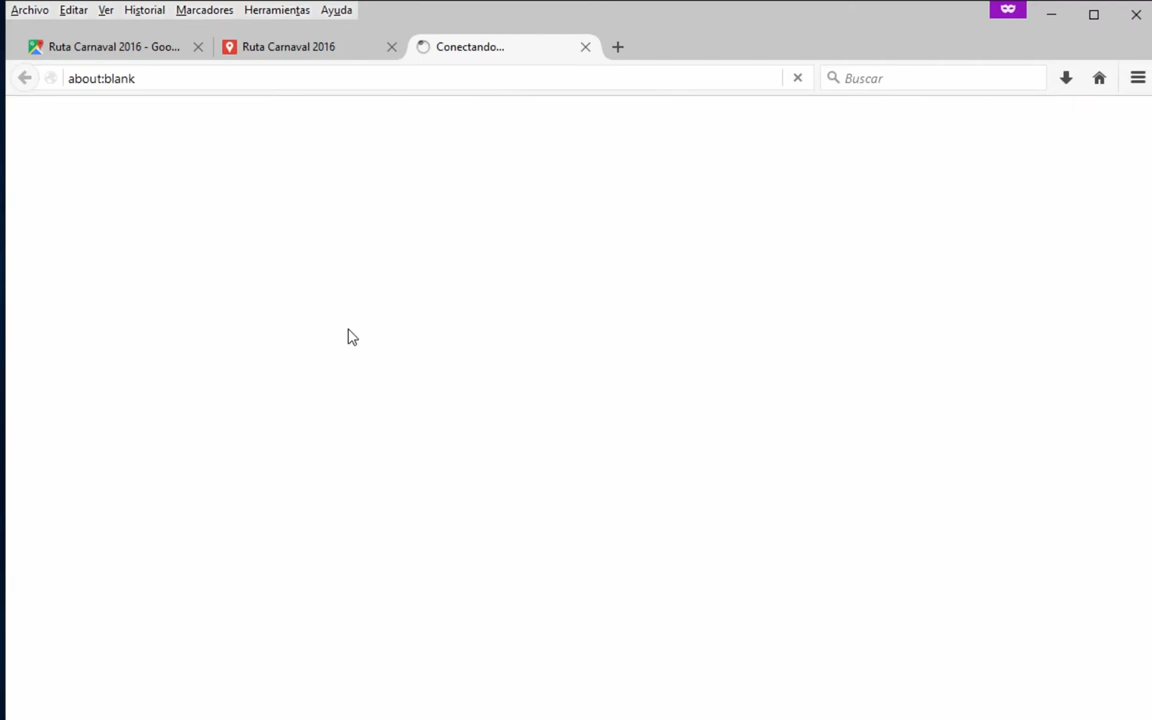 Archivo Editar Ver Historial Marcadores Herramientas Ayuda
Ruta Carnaval 2016 - Goo... Ruta Carnaval 2016 Conectando...
about:blank Buscar